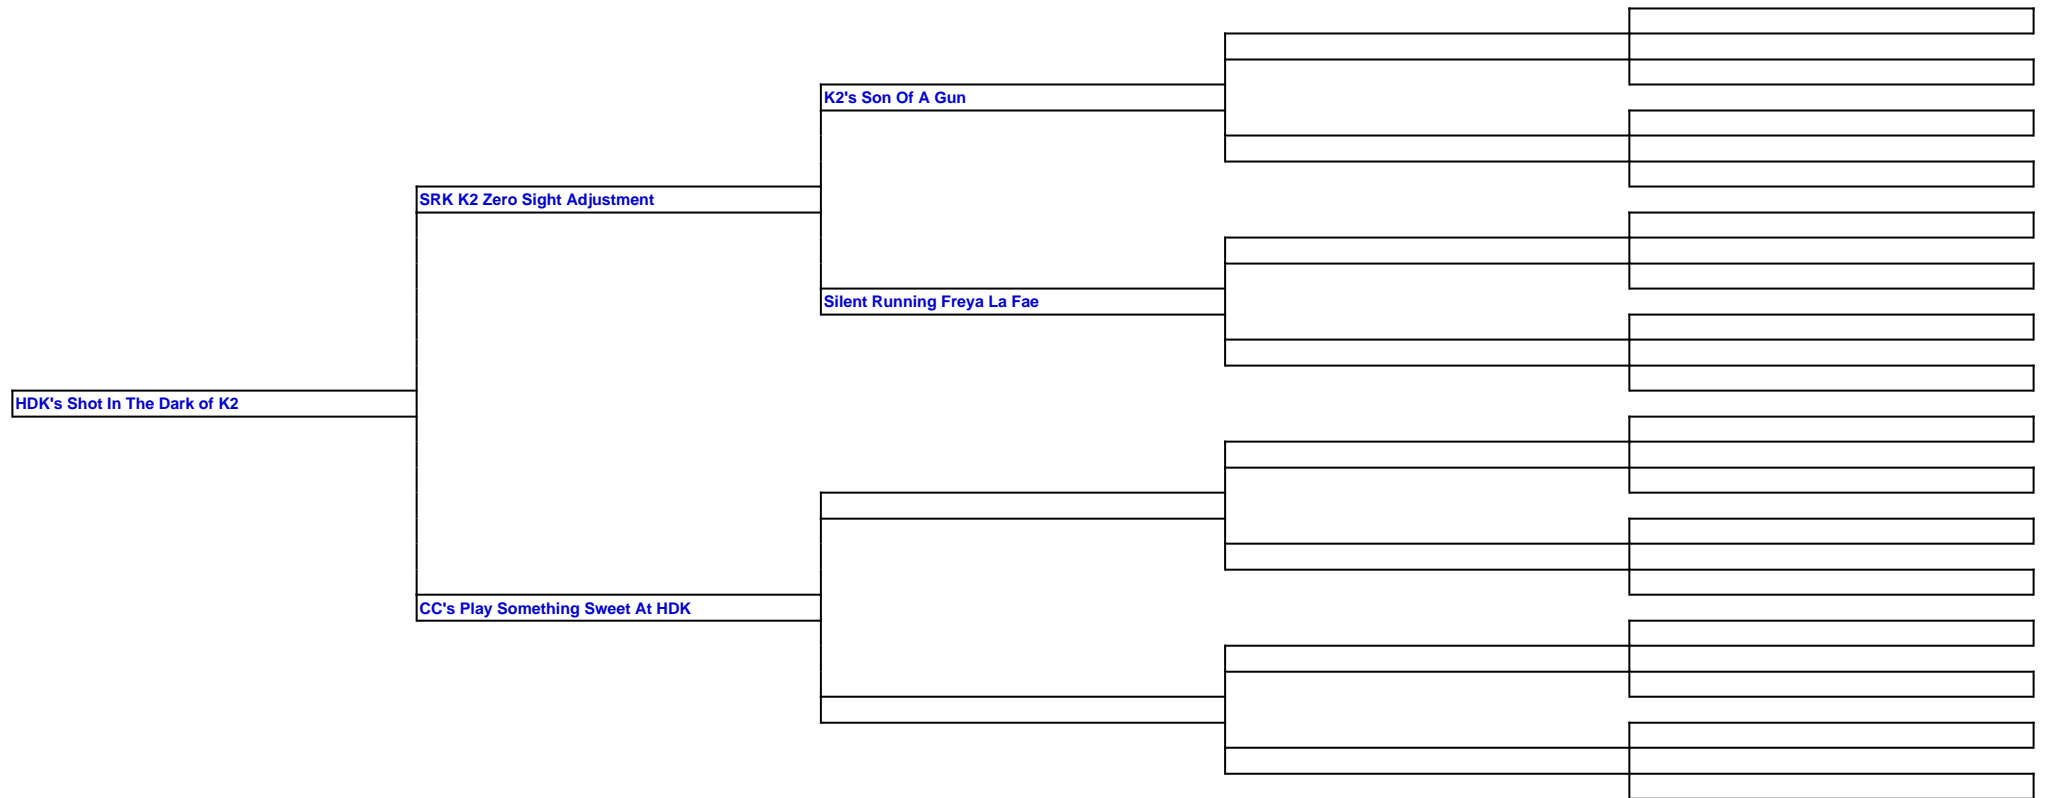 K2's Son Of A Gun
SRK K2 Zero Sight Adjustment
Silent Running Freya La Fae
HDK's Shot In The Dark of K2
CC's Play Something Sweet At HDK